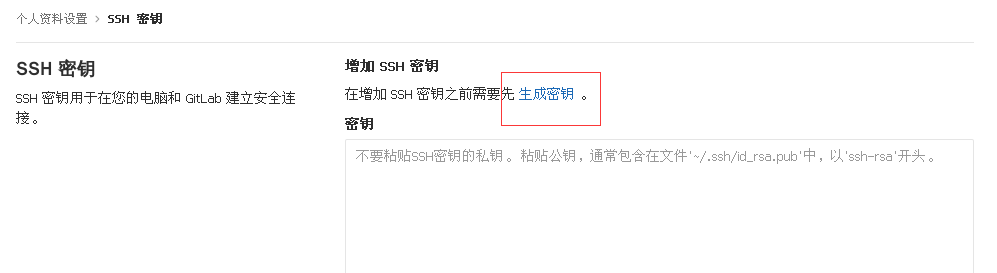 个人资料设置 › SSH 密钥
SSH 密钥
SSH 密钥用于在您的电脑和 GitLab 建立安全连
接。
增加 SSH 密钥
在增加 SSH 密钥之前需要先 生成密钥 。
密钥
不要粘贴SSH密钥的私钥。粘贴公钥，通常包含在文件'~/.ssh/id_rsa.pub'中，以'ssh-rsa'开头。